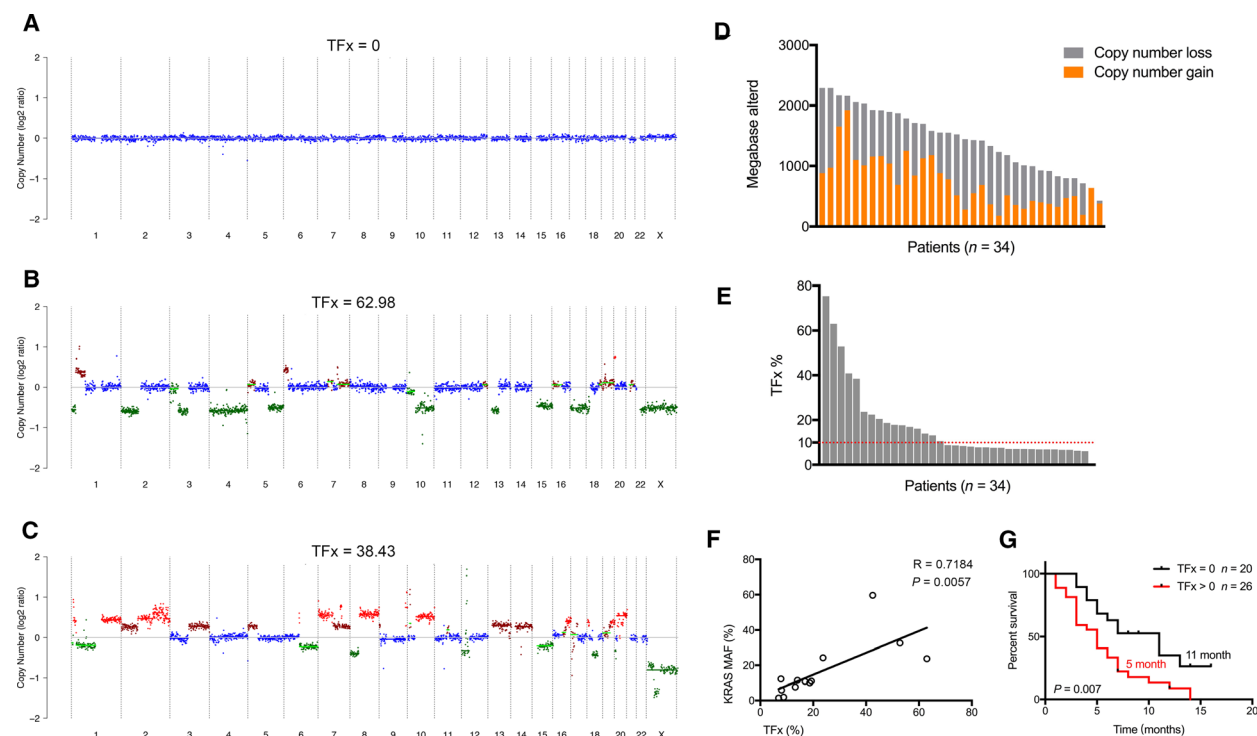 A
TFx = 0
Copy Number (log2 ratio)
2
1
0
−1
−2
1 2 3 4 5 6 7 8 9 10 11 12 13 14 15 16 18 20 22 X
B
TFx = 62.98
Copy Number (log2 ratio)
2
1
0
−1
−2
1 2 3 4 5 6 7 8 9 10 11 12 13 14 15 16 18 20 22 X
C
TFx = 38.43
Copy Number (log2 ratio)
2
1
0
−1
−2
1 2 3 4 5 6 7 8 9 10 11 12 13 14 15 16 18 20 22 X
D
Copy number loss
Copy number gain
Megabase alterd
3000
2000
1000
0
Patients (n = 34)
E
TFx %
80
60
40
20
10
0
Patients (n = 34)
F
R = 0.7184
P = 0.0057
KRAS MAF (%)
80
60
40
20
0
0 20 40 60 80
TFx (%)
G
TFx = 0 n = 20
TFx > 0 n = 26
Percent survival
100
50
0
11 month
5 month
P = 0.007
0 5 10 15 20
Time (months)